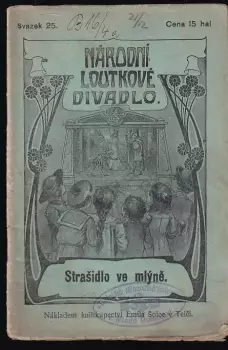 Svazek 25. Cena 15 hal
NÁRODNÍ
LOUTKOVÉ
DIVADLO.
Strašidlo ve mlýně.
Nákladem knihkupectví Emila Šolce v Telči.